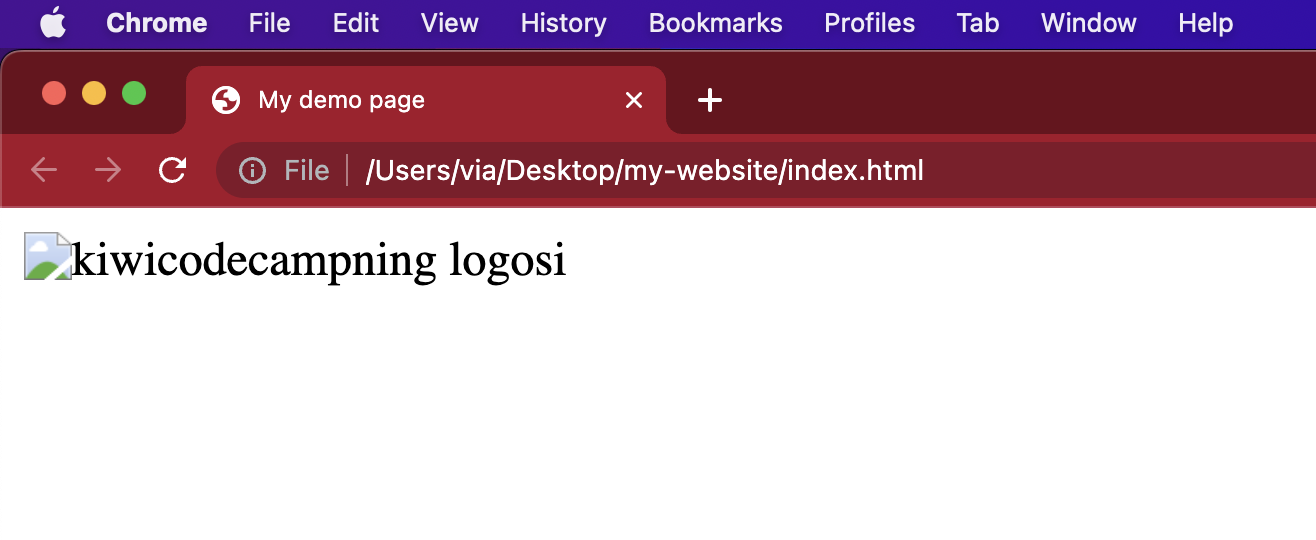 Chrome File Edit View History Bookmarks Profiles Tab Window Help
My demo page
File /Users/via/Desktop/my-website/index.html
kiwicodecampning logosi